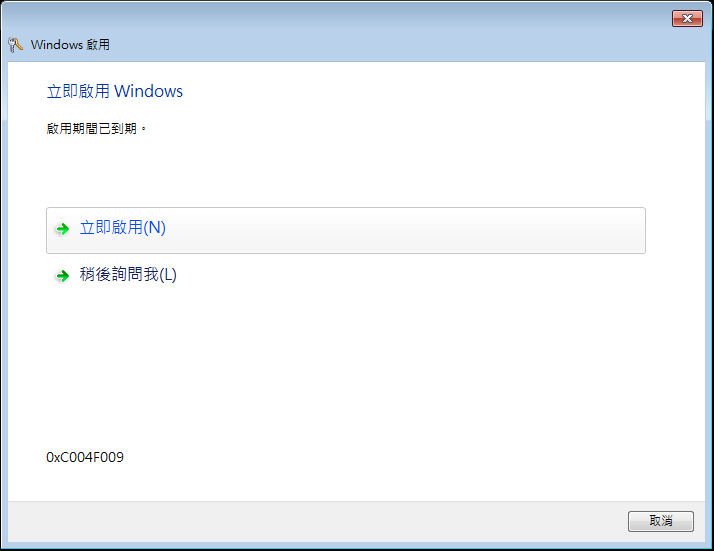 Windows 啟用
立即啟用 Windows
啟用期間已到期。
立即啟用(N)
稍後詢問我(L)
0xC004F009
取消